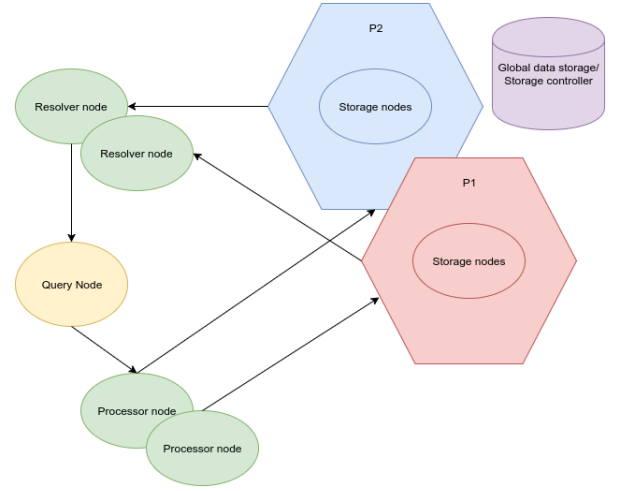 P2
Global data storage/
Storage controller
Resolver node
Storage nodes
Resolver node
P1
Storage nodes
Query Node
Processor node
Processor node